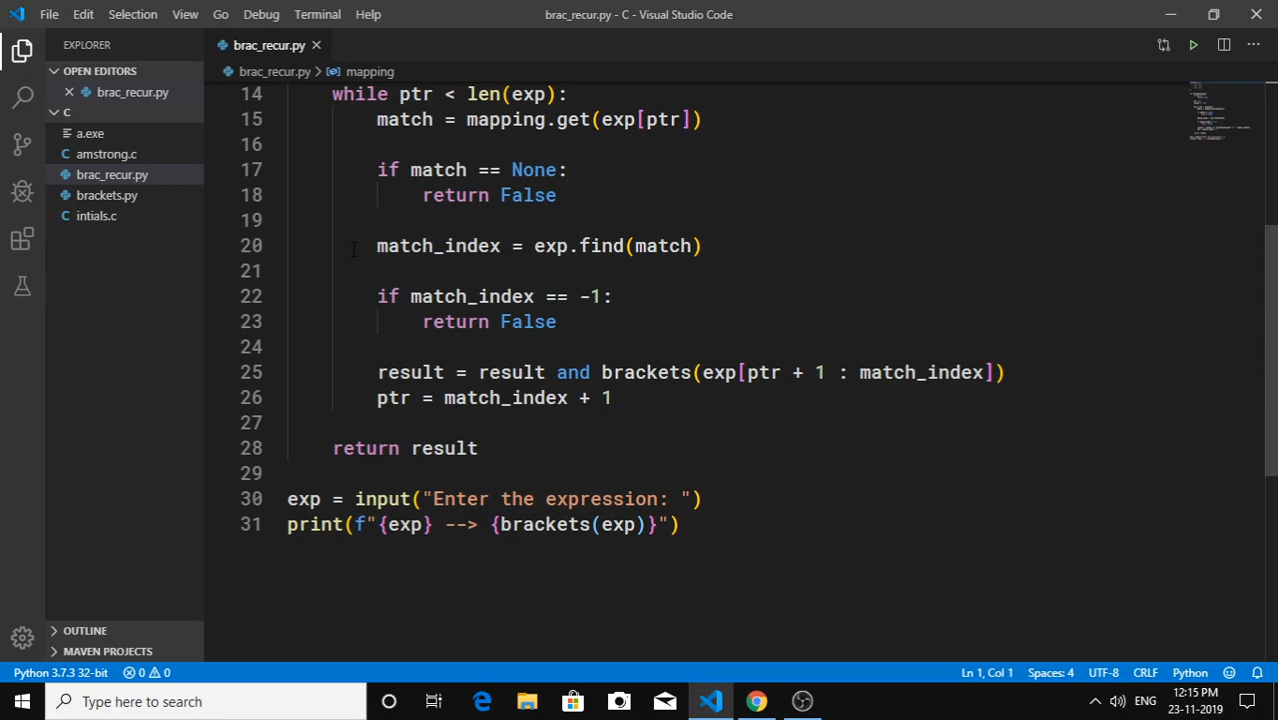 File Edit Selection View Go Debug Terminal Help brac_recur.py - C - Visual Studio Code
EXPLORER
OPEN EDITORS
brac_recur.py
C
a.exe
amstrong.c
brac_recur.py
brackets.py
intials.c
OUTLINE
MAVEN PROJECTS
brac_recur.py
brac_recur.py > mapping
14 while ptr < len(exp):
15 match = mapping.get(exp[ptr])
16
17 if match == None:
18 return False
19
20 match_index = exp.find(match)
21
22 if match_index == -1:
23 return False
24
25 result = result and brackets(exp[ptr + 1 : match_index])
26 ptr = match_index + 1
27
28 return result
29
30 exp = input("Enter the expression: ")
31 print(f"{exp} --> {brackets(exp)}")
Python 3.7.3 32-bit 0 0 Ln 1, Col 1 Spaces: 4 UTF-8 CRLF Python
Type here to search
ENG
12:15 PM
23-11-2019